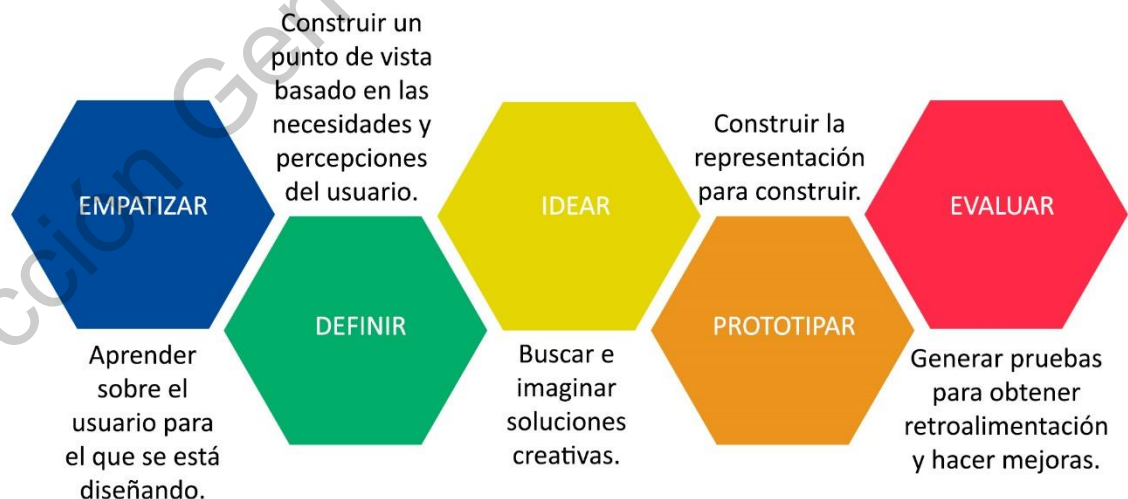 EMPATIZAR
Aprender
sobre el
usuario para
el que se está
diseñando.
Construir un
punto de vista
basado en las
necesidades y
percepciones
del usuario.
DEFINIR
IDEAR
Buscar e
imaginar
soluciones
creativas.
Construir la
representación
para construir.
PROTOTIPAR
EVALUAR
Generar pruebas
para obtener
retroalimentación
y hacer mejoras.